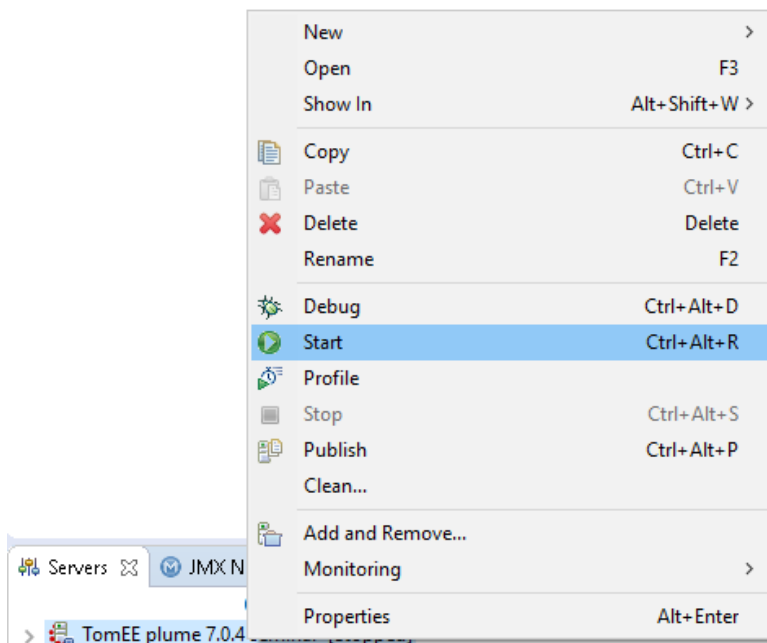 New
Open F3
Show In Alt+Shift+W
Copy Ctrl+C
Paste Ctrl+V
Delete Delete
Rename F2
Debug Ctrl+Alt+D
Start Ctrl+Alt+R
Profile
Stop Ctrl+Alt+S
Publish Ctrl+Alt+P
Clean...
Add and Remove...
Monitoring
Properties Alt+Enter
Servers JMX N
TomEE plume 7.0.4